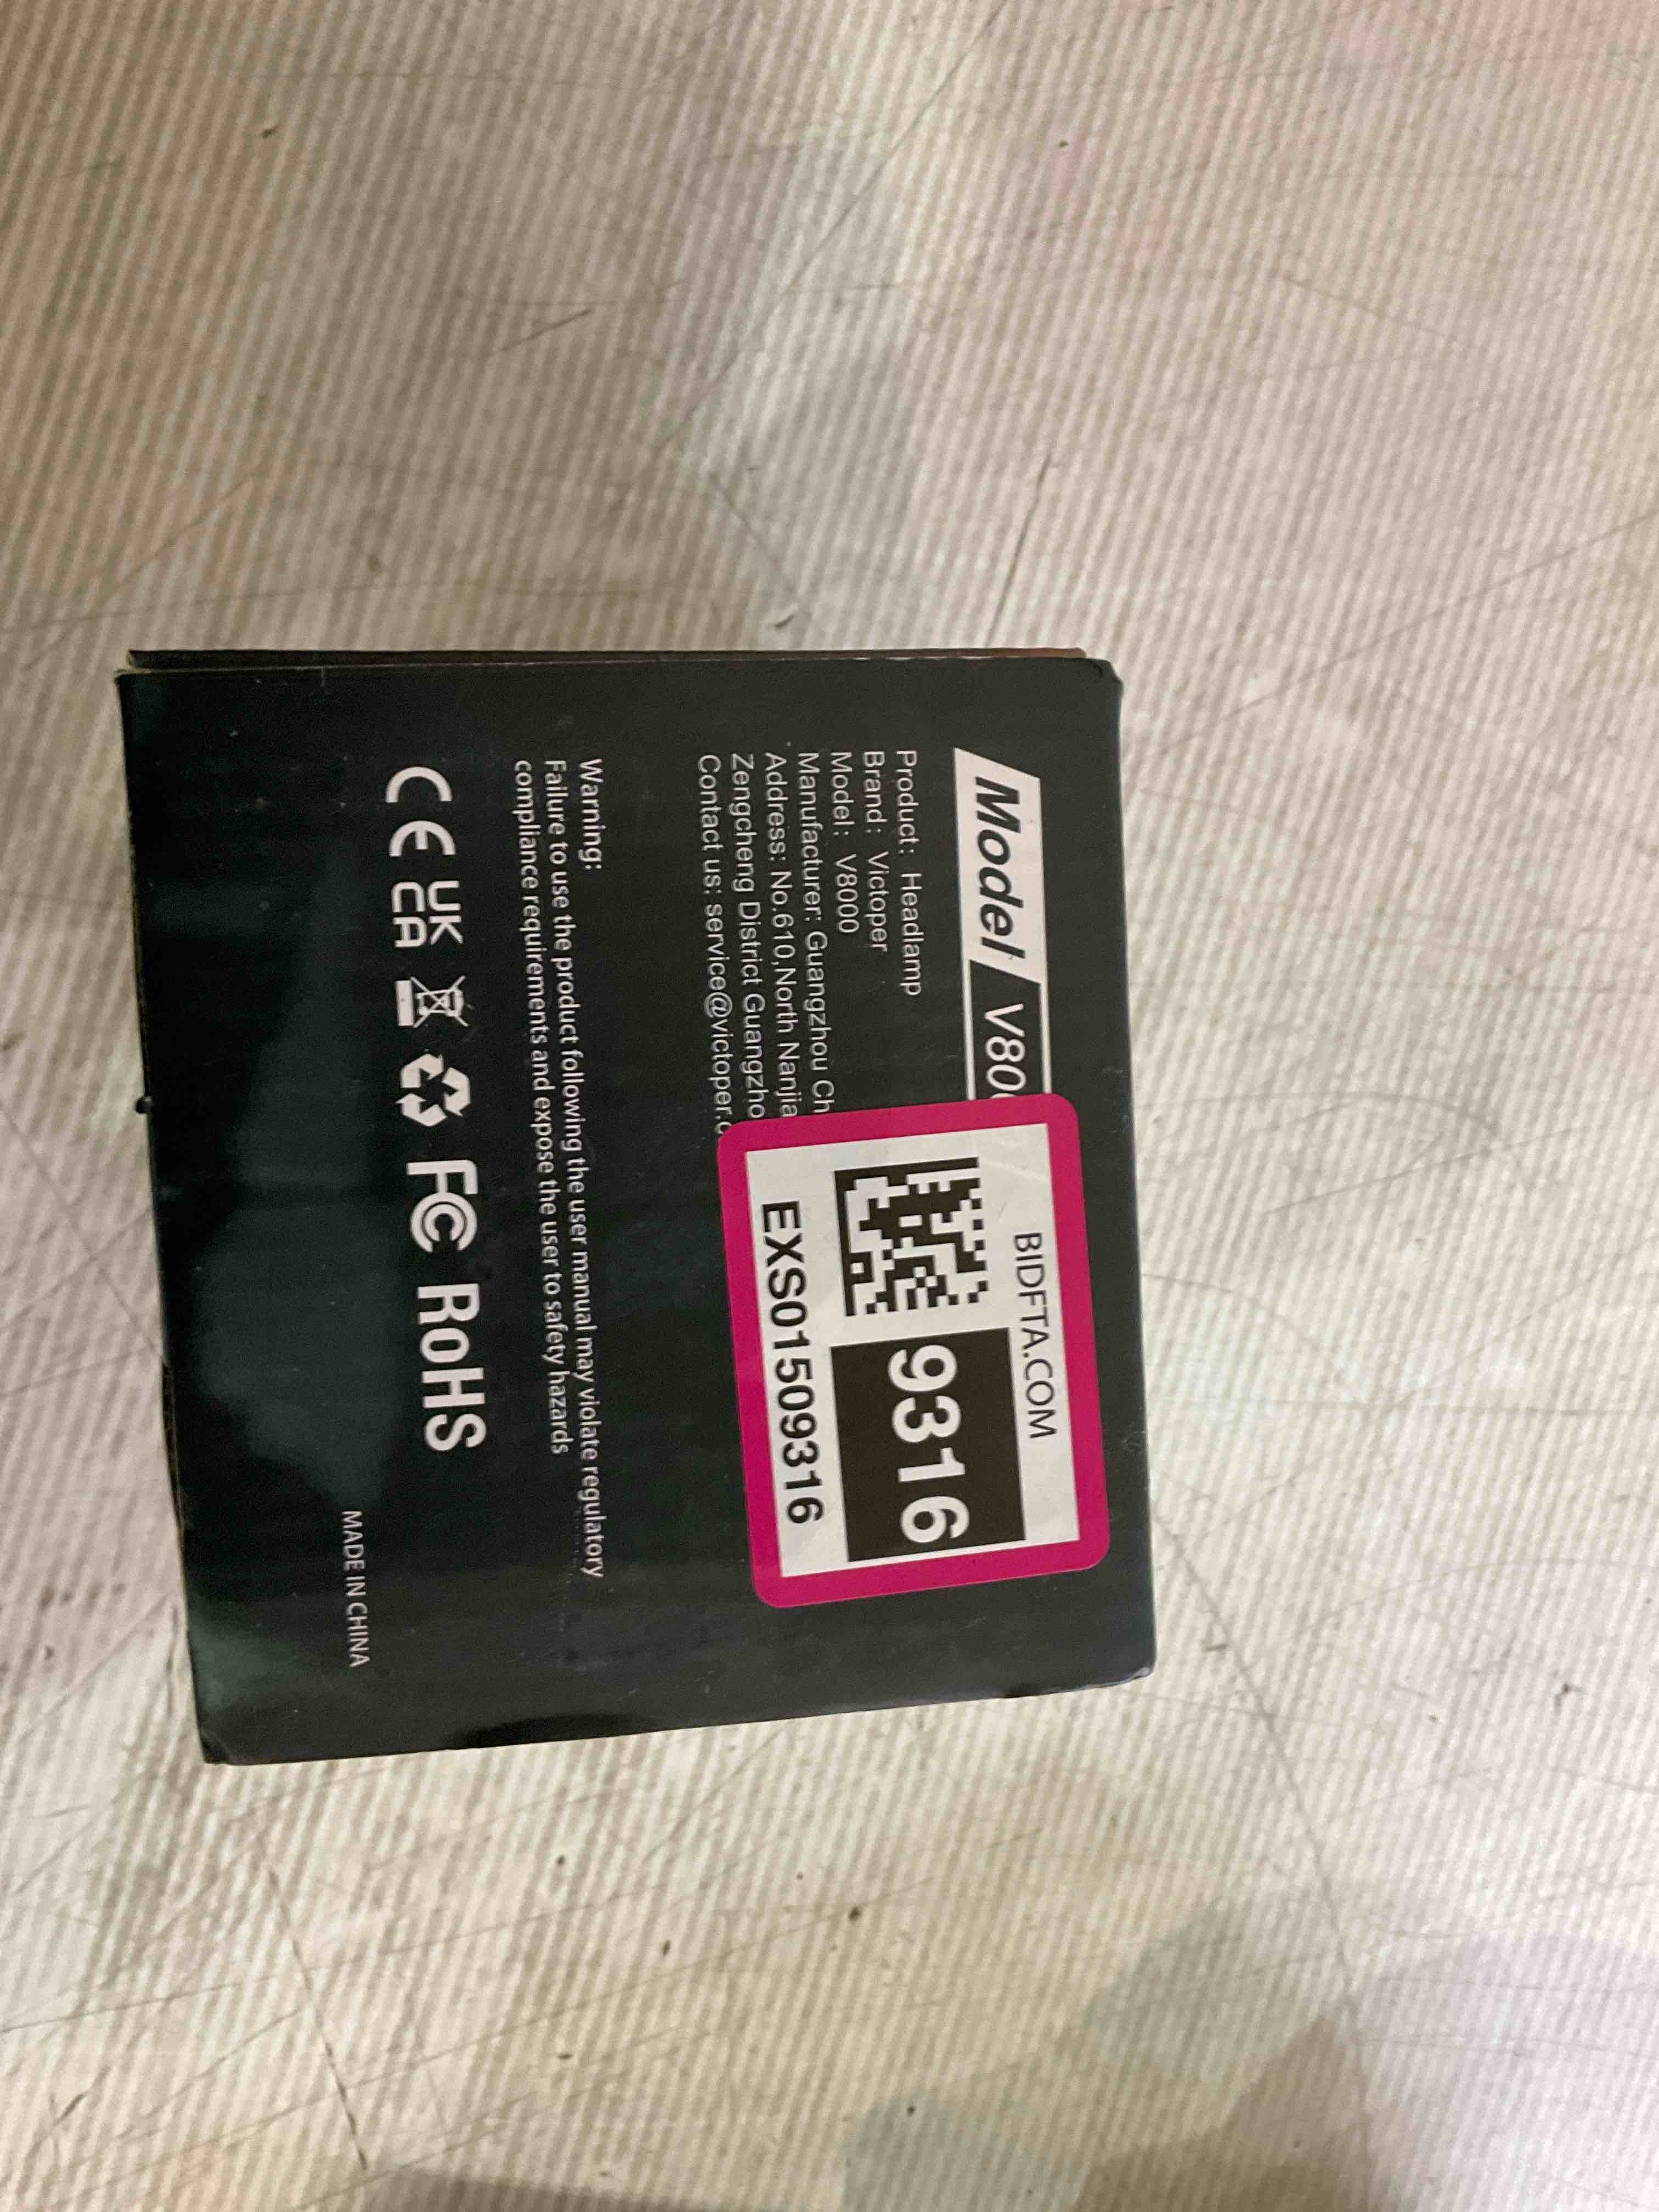 Model V80
Product: Headlamp
Brand: Victoper
Model: V8000
Manufacturer: Guangzhou Ch
Address: No.610,North Nanjia
Zengcheng District Guangzho
Contact us: service@victoper.c
BIDFTA.COM
9316
EXS01509316
Warning:
Failure to use the product following the user manual may violate regulatory
compliance requirements and expose the user to safety hazards
CE UK CA FC RoHS
MADE IN CHINA